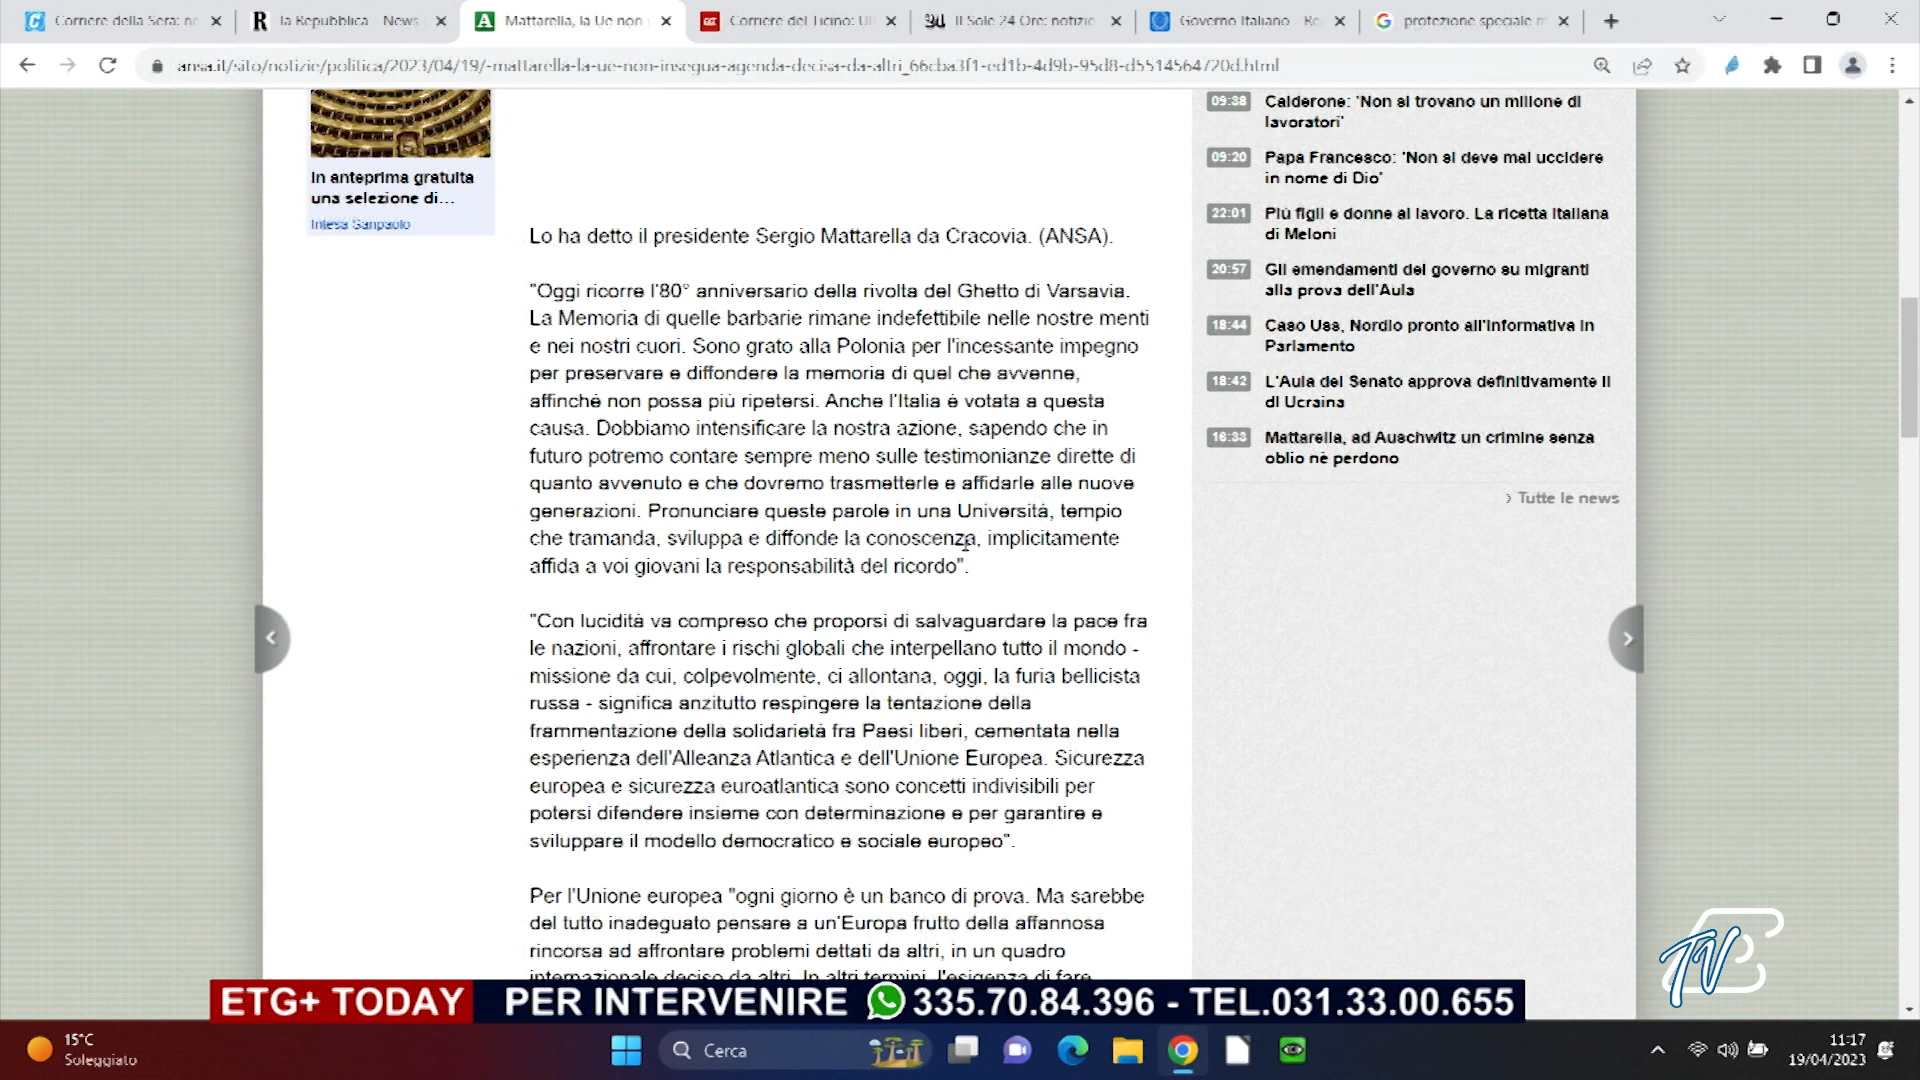 Corriere della Sera: ne
la Repubblica - News
Mattarella, la Ue non
Corriere del Ticino: Ul
Il Sole 24 Ore: notizie
Governo Italiano - Re
protezione speciale m
ansa.it/sito/notizie/politica/2023/04/19/-mattarella-la-ue-non-insegua-agenda-decisa-da-altri_66cba3f1-ed1b-4d9b-95d8-d5514564720d.html
In anteprima gratuita
una selezione di...
Intesa Sanpaolo
Lo ha detto il presidente Sergio Mattarella da Cracovia. (ANSA).
"Oggi ricorre l'80° anniversario della rivolta del Ghetto di Varsavia.
La Memoria di quelle barbarie rimane indefettibile nelle nostre menti
e nei nostri cuori. Sono grato alla Polonia per l'incessante impegno
per preservare e diffondere la memoria di quel che avvenne,
affinché non possa più ripetersi. Anche l'Italia è votata a questa
causa. Dobbiamo intensificare la nostra azione, sapendo che in
futuro potremo contare sempre meno sulle testimonianze dirette di
quanto avvenuto e che dovremo trasmetterle e affidarle alle nuove
generazioni. Pronunciare queste parole in una Università, tempio
che tramanda, sviluppa e diffonde la conoscenza, implicitamente
affida a voi giovani la responsabilità del ricordo".
"Con lucidità va compreso che proporsi di salvaguardare la pace fra
le nazioni, affrontare i rischi globali che interpellano tutto il mondo -
missione da cui, colpevolmente, ci allontana, oggi, la furia bellicista
russa - significa anzitutto respingere la tentazione della
frammentazione della solidarietà fra Paesi liberi, cementata nella
esperienza dell'Alleanza Atlantica e dell'Unione Europea. Sicurezza
europea e sicurezza euroatlantica sono concetti indivisibili per
potersi difendere insieme con determinazione e per garantire e
sviluppare il modello democratico e sociale europeo".
Per l'Unione europea "ogni giorno è un banco di prova. Ma sarebbe
del tutto inadeguato pensare a un'Europa frutto della affannosa
rincorsa ad affrontare problemi dettati da altri, in un quadro
internazionale deciso da altri. In altri termini, l'esigenza di fare
09:38 Calderone: 'Non si trovano un milione di
lavoratori'
09:20 Papa Francesco: 'Non si deve mai uccidere
in nome di Dio'
22:01 Più figli e donne al lavoro. La ricetta italiana
di Meloni
20:57 Gli emendamenti del governo su migranti
alla prova dell'Aula
18:44 Caso Uss, Nordio pronto all'informativa in
Parlamento
18:42 L'Aula del Senato approva definitivamente il
dl Ucraina
16:33 Mattarella, ad Auschwitz un crimine senza
oblio nè perdono
› Tutte le news
TV
ETG+ TODAY PER INTERVENIRE 335.70.84.396 - TEL.031.33.00.655
15°C
Soleggiato
Cerca
11:17
19/04/2023